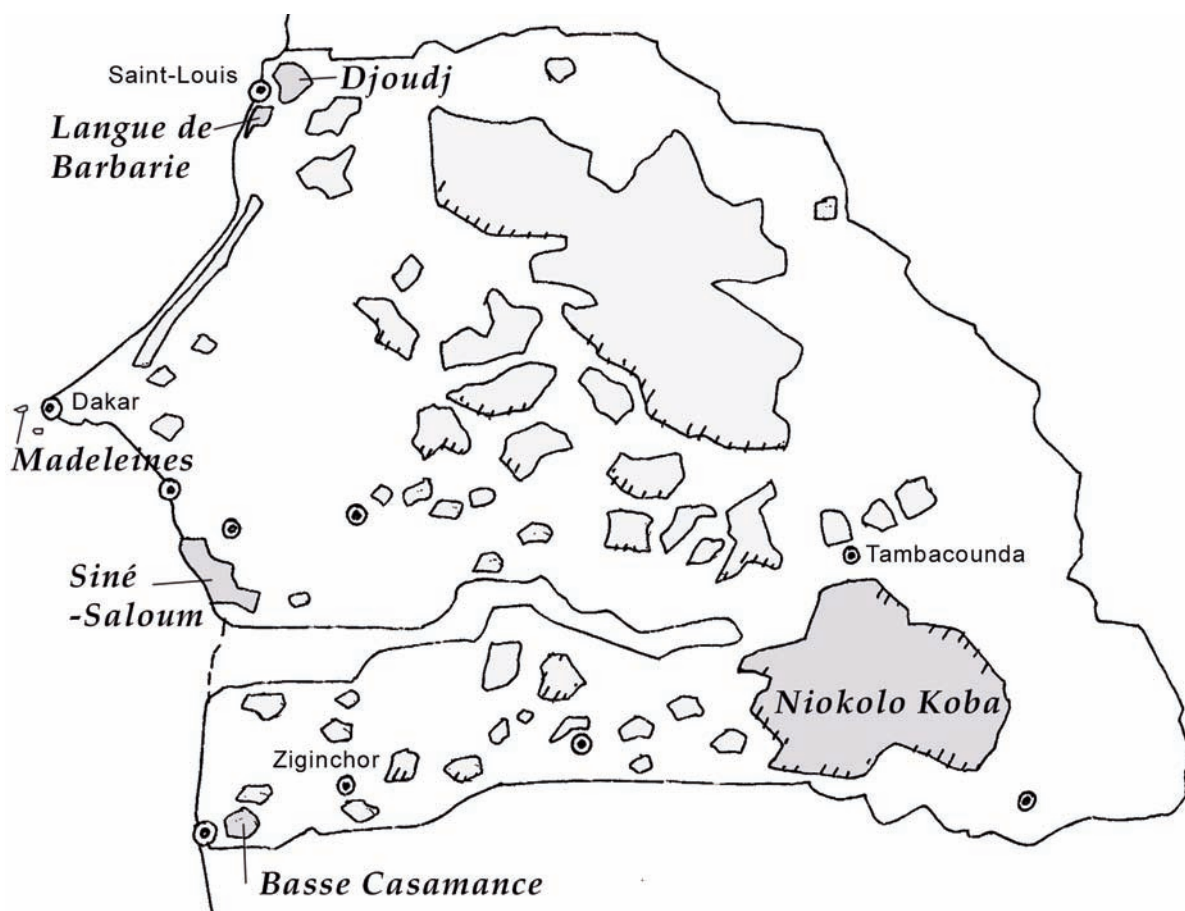 Saint-Louis
Djoudj
Langue de
Barbarie
Dakar
Madeleines
Tambacounda
Siné
-Saloum
Niokolo Koba
Ziginchor
Basse Casamance